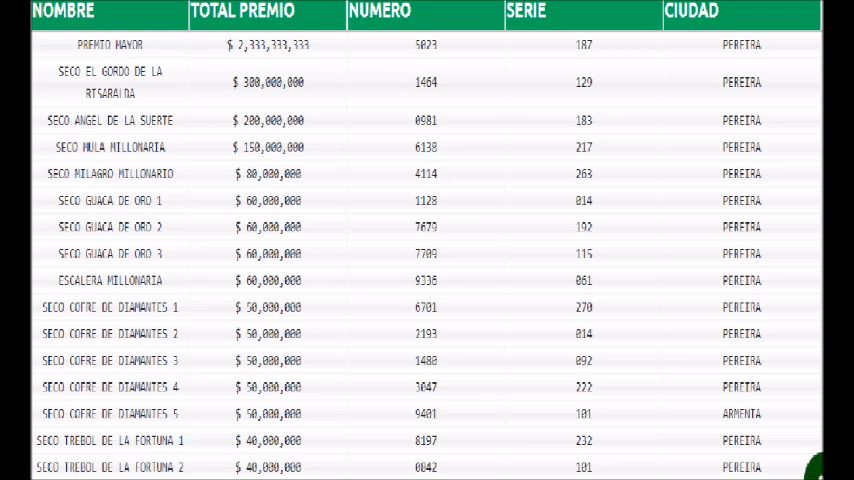 NOMBRE TOTAL PREMIO NUMERO SERIE CIUDAD
PREMIO MAYOR $ 2,333,333,333 5023 187 PEREIRA
SECO EL GORDO DE LA
RISARALDA $ 300,000,000 1464 129 PEREIRA
SECO ANGEL DE LA SUERTE $ 200,000,000 0981 183 PEREIRA
SECO MULA MILLONARIA $ 150,000,000 6138 217 PEREIRA
SECO MILAGRO MILLONARIO $ 80,000,000 4114 263 PEREIRA
SECO GUACA DE ORO 1 $ 60,000,000 1128 014 PEREIRA
SECO GUACA DE ORO 2 $ 60,000,000 7679 192 PEREIRA
SECO GUACA DE ORO 3 $ 60,000,000 7709 115 PEREIRA
ESCALERA MILLONARIA $ 60,000,000 9336 061 PEREIRA
SECO COFRE DE DIAMANTES 1 $ 50,000,000 6701 270 PEREIRA
SECO COFRE DE DIAMANTES 2 $ 50,000,000 2193 014 PEREIRA
SECO COFRE DE DIAMANTES 3 $ 50,000,000 1480 092 PEREIRA
SECO COFRE DE DIAMANTES 4 $ 50,000,000 3047 222 PEREIRA
SECO COFRE DE DIAMANTES 5 $ 50,000,000 9401 101 ARMENIA
SECO TREBOL DE LA FORTUNA 1 $ 40,000,000 8197 232 PEREIRA
SECO TREBOL DE LA FORTUNA 2 $ 40,000,000 0842 101 PEREIRA